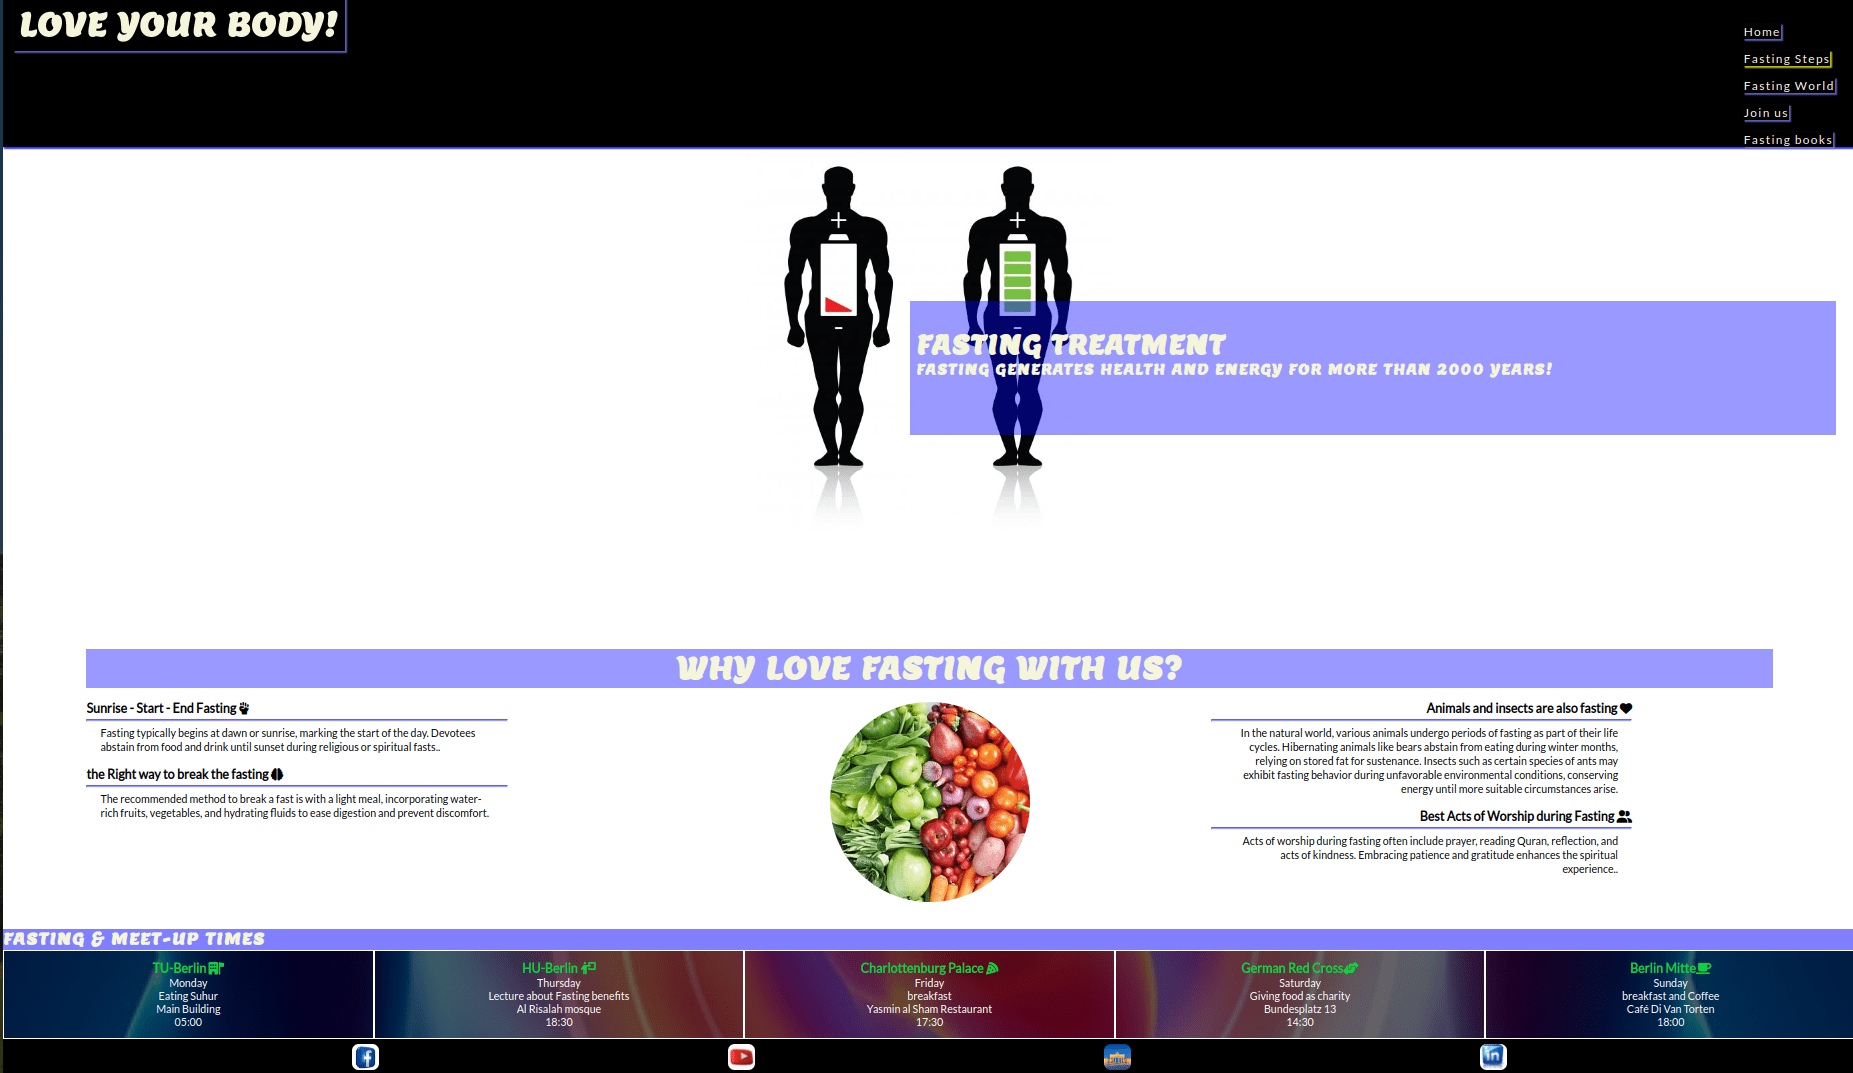 LOVE YOUR BODY!
Home
Fasting Steps
Fasting World
Join us
Fasting books
FASTING TREATMENT
FASTING GENERATES HEALTH AND ENERGY FOR MORE THAN 2000 YEARS!
WHY LOVE FASTING WITH US?
Sunrise - Start - End Fasting
Fasting typically begins at dawn or sunrise, marking the start of the day. Devotees
abstain from food and drink until sunset during religious or spiritual fasts..
the Right way to break the fasting
The recommended method to break a fast is with a light meal, incorporating water-
rich fruits, vegetables, and hydrating fluids to ease digestion and prevent discomfort.
Animals and insects are also fasting
In the natural world, various animals undergo periods of fasting as part of their life
cycles. Hibernating animals like bears abstain from eating during winter months,
relying on stored fat for sustenance. Insects such as certain species of ants may
exhibit fasting behavior during unfavorable environmental conditions, conserving
energy until more suitable circumstances arise.
Best Acts of Worship during Fasting
Acts of worship during fasting often include prayer, reading Quran, reflection, and
acts of kindness. Embracing patience and gratitude enhances the spiritual
experience..
FASTING & MEET-UP TIMES
TU-Berlin
Monday
Eating Suhur
Main Building
05:00
HU-Berlin
Thursday
Lecture about Fasting benefits
Al Risalah mosque
18:30
Charlottenburg Palace
Friday
breakfast
Yasmin al Sham Restaurant
17:30
German Red Cross
Saturday
Giving food as charity
Bundesplatz 13
14:30
Berlin Mitte
Sunday
breakfast and Coffee
Café Di Van Torten
18:00